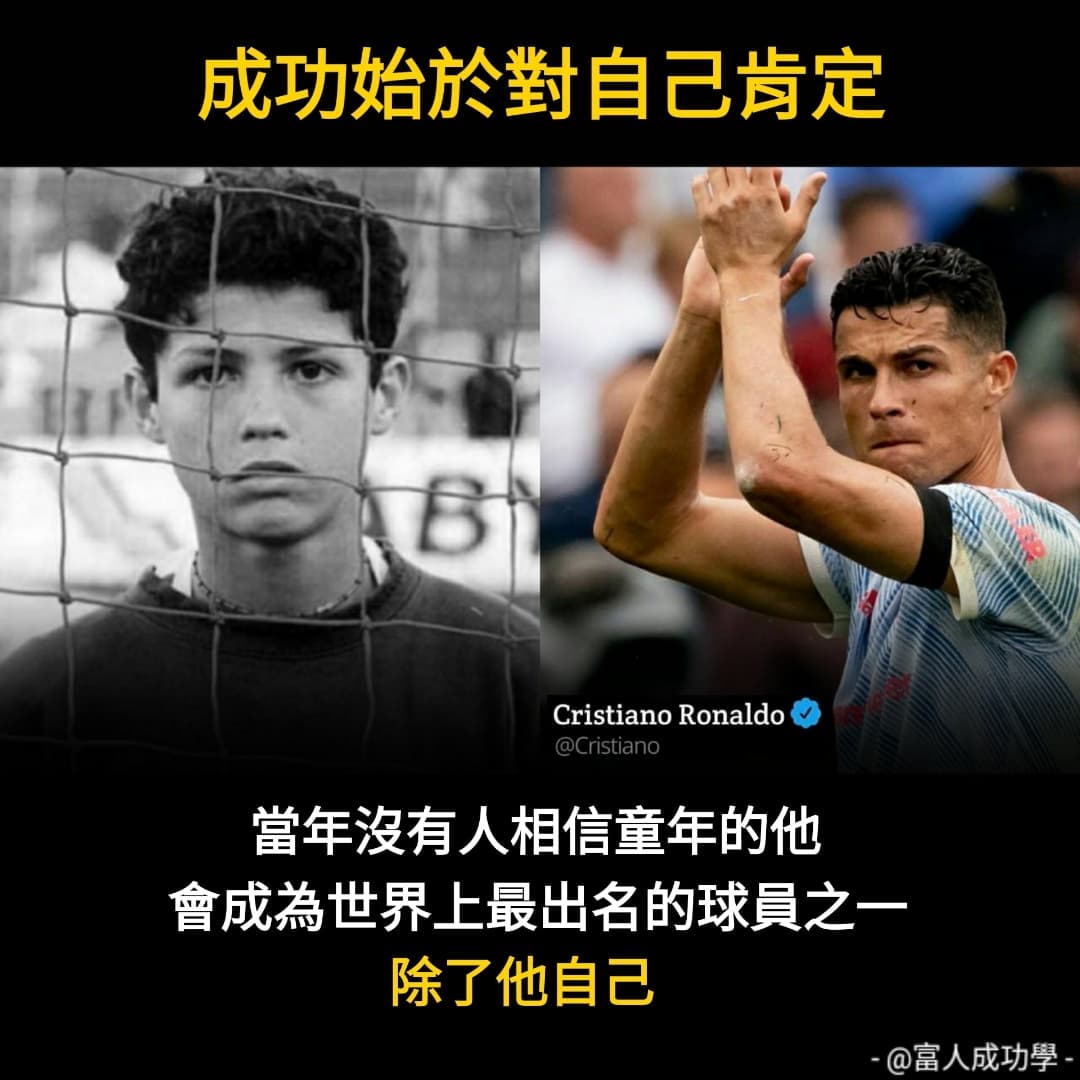 成功始於對自己肯定
BY
Cristiano Ronaldo
@Cristiano
當年沒有人相信童年的他
會成為世界上最出名的球員之一
除了他自己
- @富人成功學 -